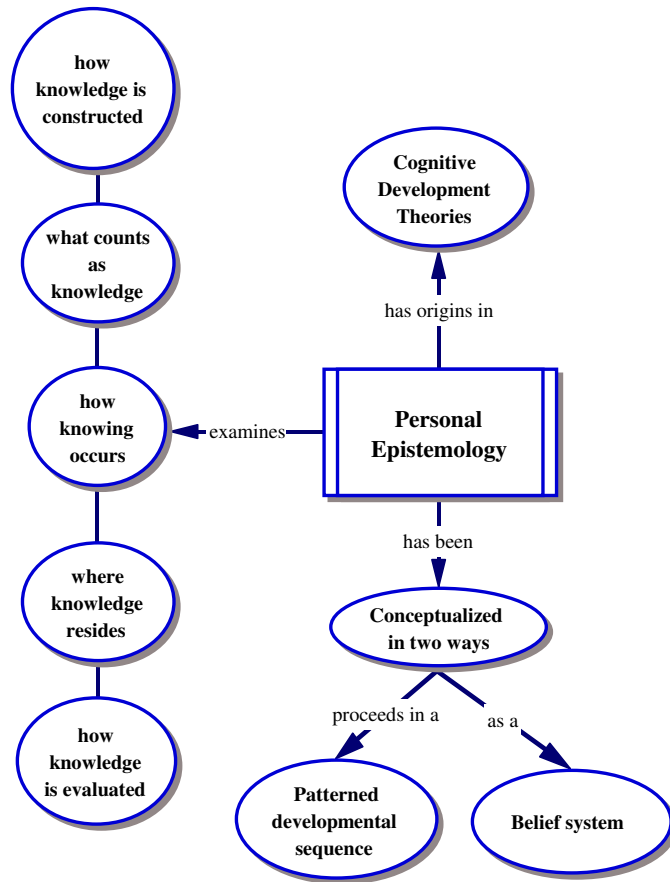 how
knowledge is
constructed
what counts
as
knowledge
how
knowing
occurs
where
knowledge
resides
how
knowledge
is evaluated
examines
Cognitive
Development
Theories
has origins in
Personal
Epistemology
has been
Conceptualized
in two ways
proceeds in a
as a
Patterned
developmental
sequence
Belief system